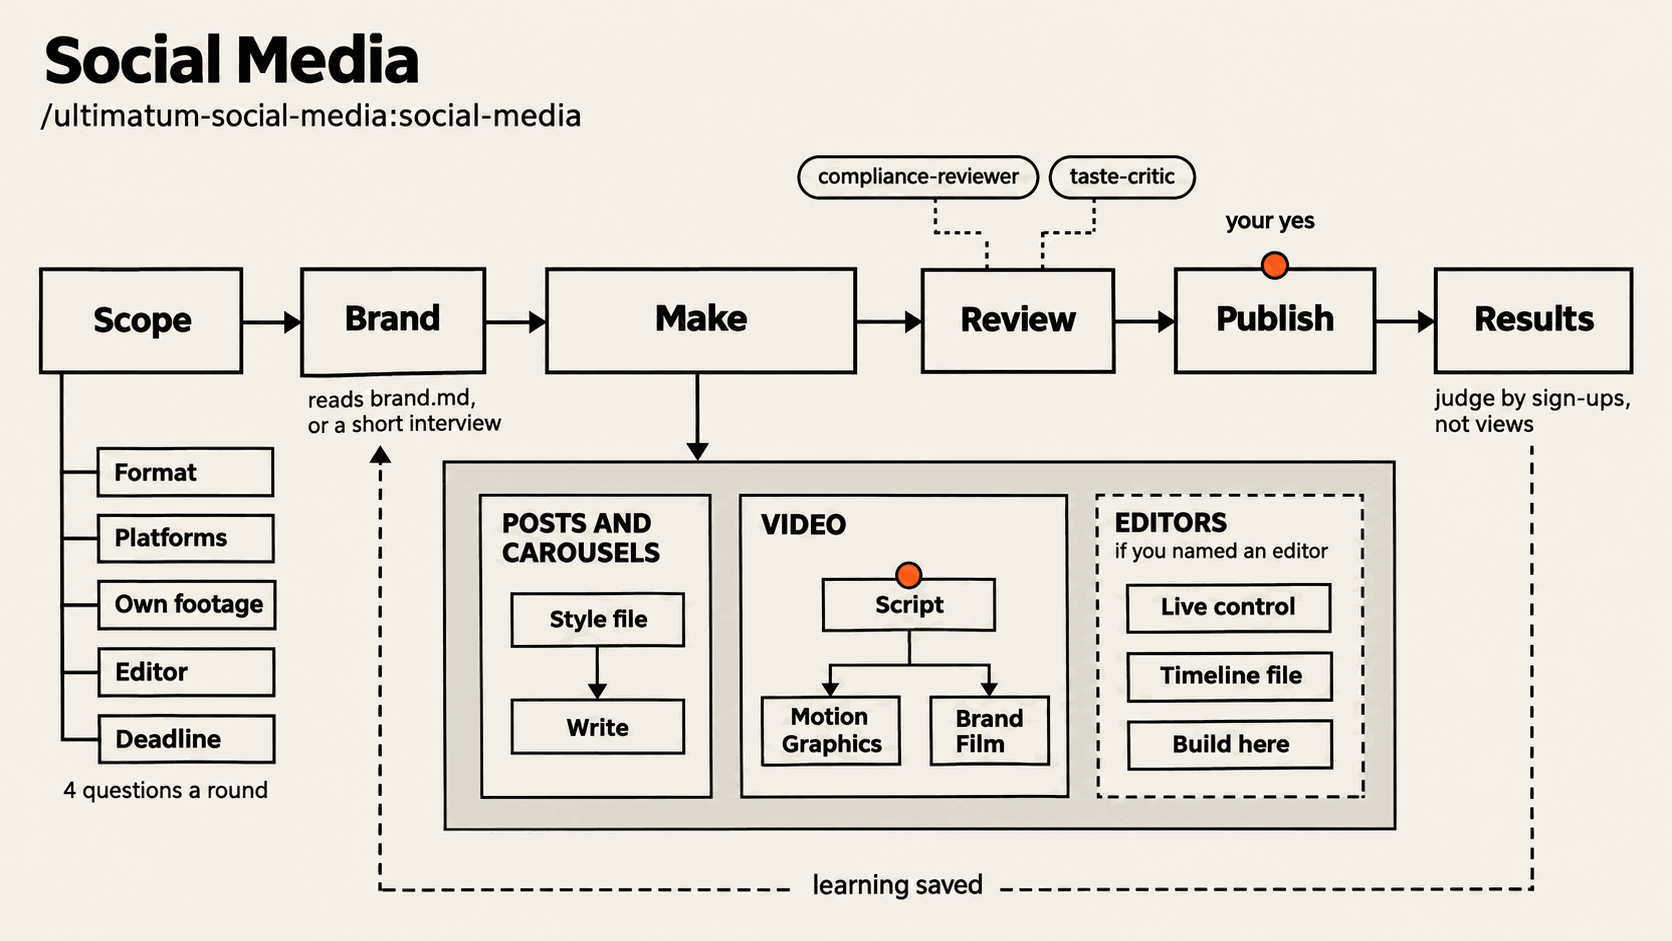 Social Media
/ultimatum-social-media:social-media
compliance-reviewer
taste-critic
your yes
Scope
Brand
Make
Review
Publish
Results
reads brand.md,
or a short interview
judge by sign-ups,
not views
Format
Platforms
Own footage
Editor
Deadline
4 questions a round
POSTS AND
CAROUSELS
Style file
Write
VIDEO
Script
Motion
Graphics
Brand
Film
EDITORS
if you named an editor
Live control
Timeline file
Build here
learning saved